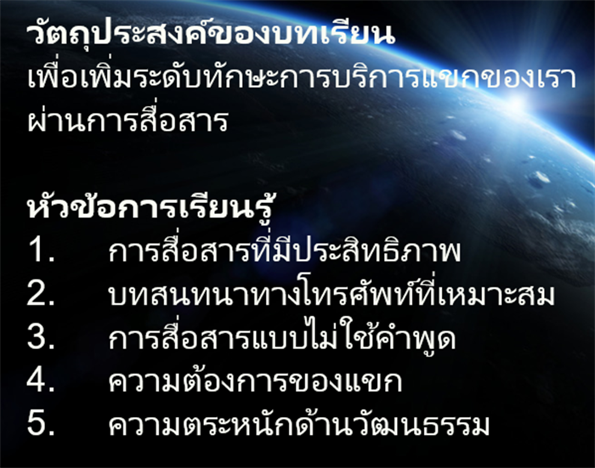 วัตถุประสงค์ของบทเรียน
เพื่อเพิ่มระดับทักษะการบริการแขกของเรา
ผ่านการสื่อสาร
หัวข้อการเรียนรู้
1. การสื่อสารที่มีประสิทธิภาพ
2. บทสนทนาทางโทรศัพท์ที่เหมาะสม
3. การสื่อสารแบบไม่ใช้คำพูด
4. ความต้องการของแขก
5. ความตระหนักด้านวัฒนธรรม